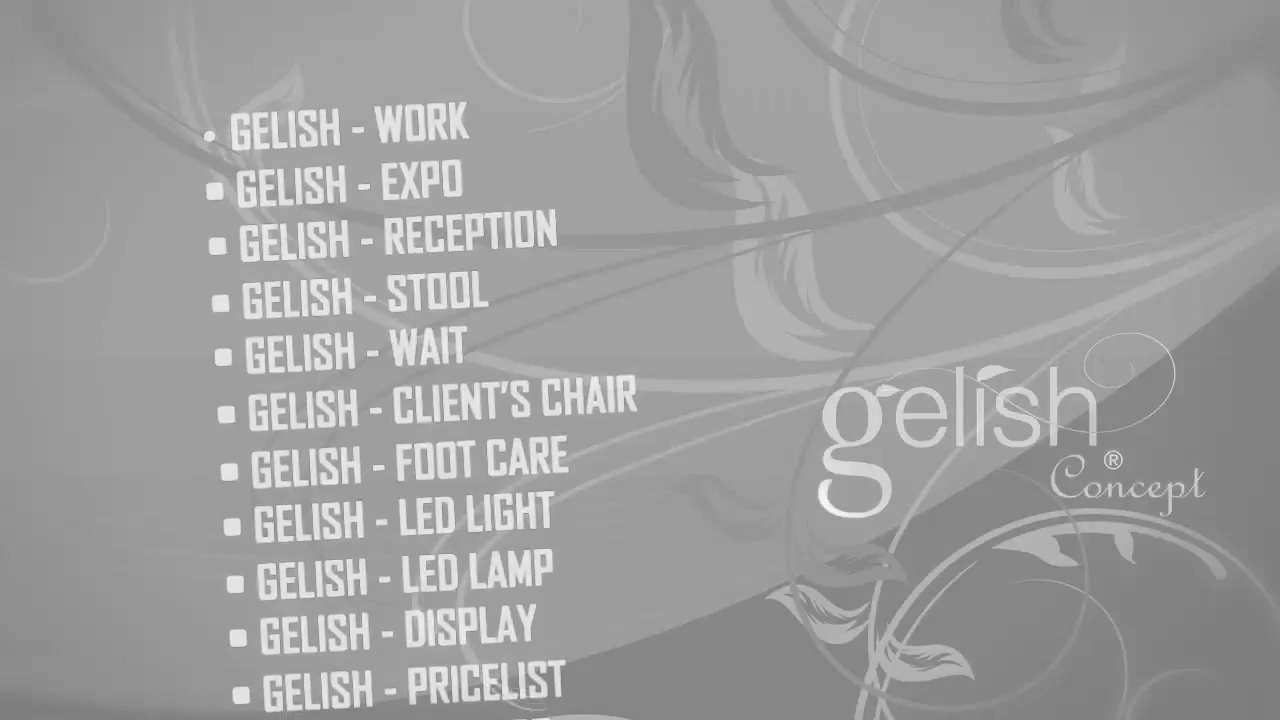 GELISH - WORK
GELISH - EXPO
GELISH - RECEPTION
GELISH - STOOL
GELISH - WAIT
GELISH - CLIENT'S CHAIR
GELISH - FOOT CARE
GELISH - LED LIGHT
GELISH - LED LAMP
GELISH - DISPLAY
GELISH - PRICELIST
gelish
®
Concept